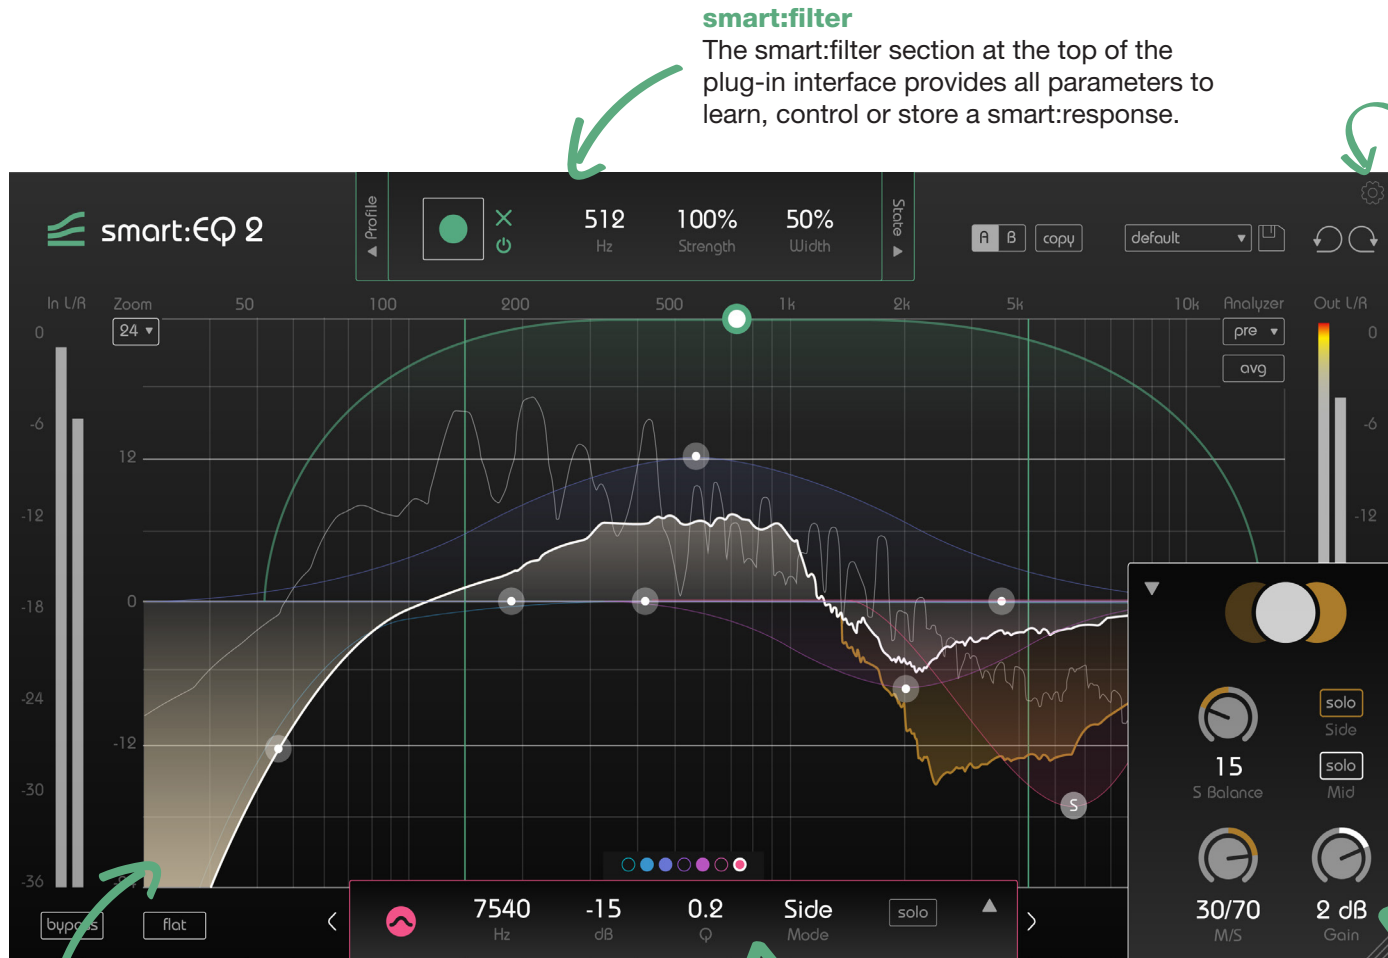 smart:filter
The smart:filter section at the top of the
plug-in interface provides all parameters to
learn, control or store a smart:response.
smart:EQ 2
Profile
512
Hz
100%
Strength
50%
Width
State
A B copy
default
In L/R
Zoom
50 100 200 500 1k 2k 5k 10k
Analyzer
Out L/R
24
pre
avg
0
-6
-12
-18
-24
-30
-36
12
0
-12
0
-6
-12
S
15
S Balance
solo
Side
solo
Mid
30/70
M/S
2 dB
Gain
bypass
flat
7540
Hz
-15
dB
0.2
Q
Side
Mode
solo